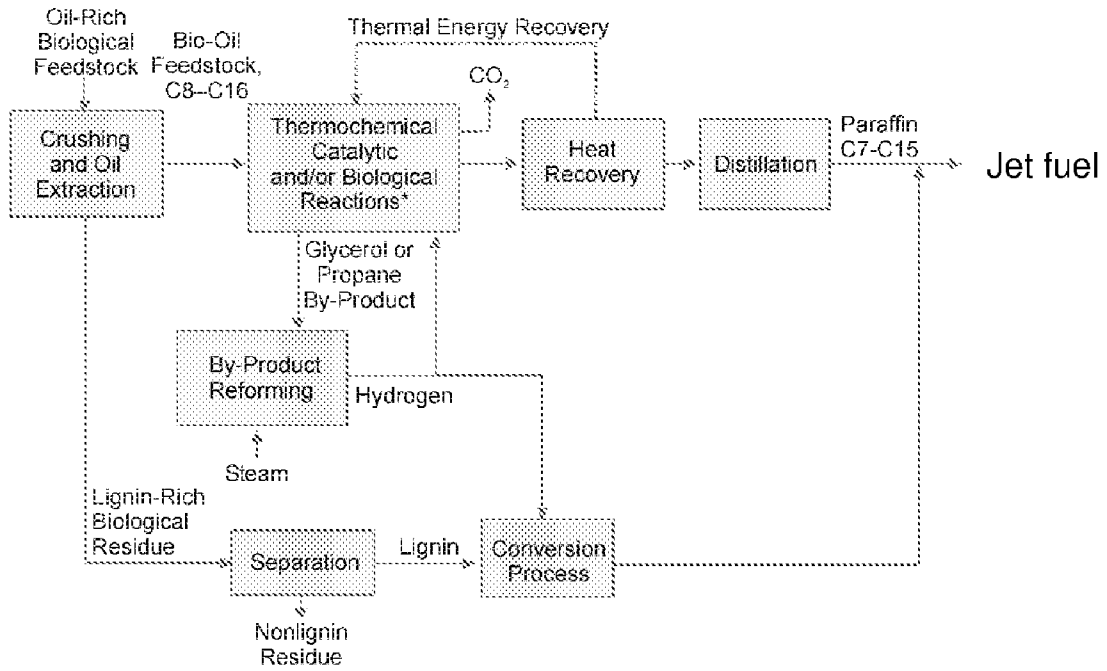 Oil-Rich
Biological
Feedstock
Bio-Oil
Feedstock,
C8--C16
Thermal Energy Recovery
CO₂
Crushing
and Oil
Extraction
Thermochemical
Catalytic
and/or Biological
Reactions*
Heat
Recovery
Distillation
Paraffin
C7-C15
Jet fuel
Glycerol or
Propane
By-Product
By-Product
Reforming
Hydrogen
Steam
Lignin-Rich
Biological
Residue
Separation
Lignin
Conversion
Process
Nonlignin
Residue